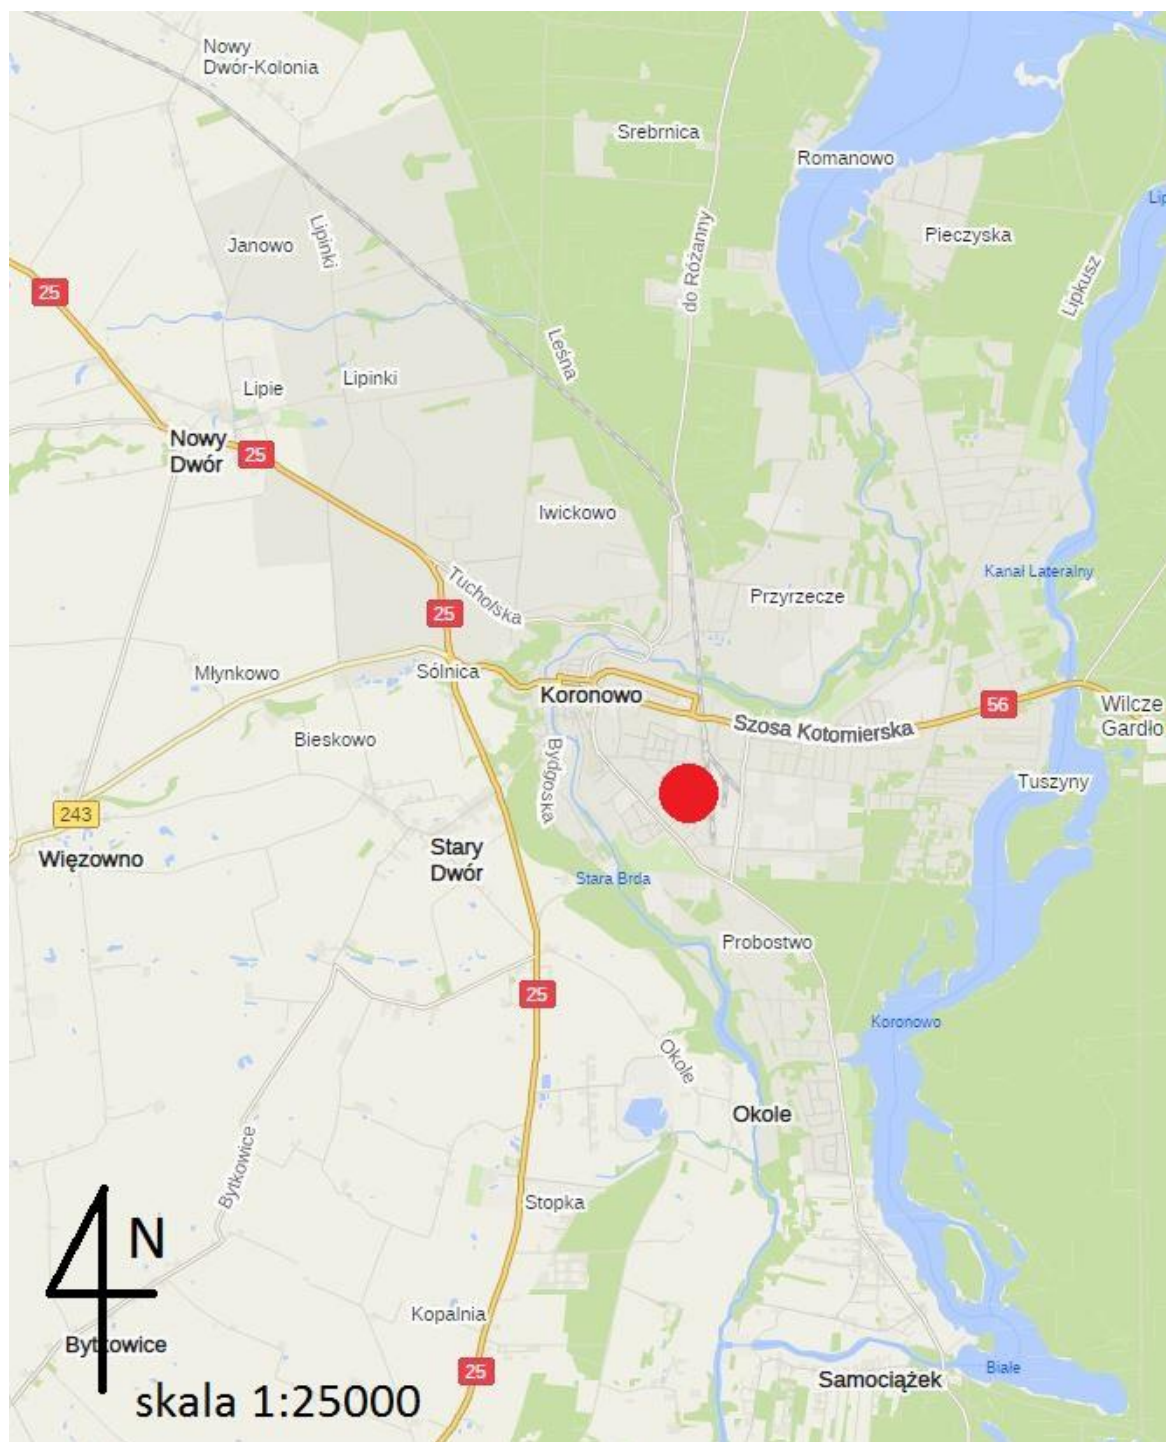 Nowy
Dwór-Kolonia
Srebrnica
Romanowo
Lip
Pieczyska
Janowo
Lipinki
do Różanny
Lipkusz
25
Leśna
Lipie
Lipinki
Nowy
Dwór
25
Iwickowo
Kanał Lateralny
Tucholska
Przyrzecze
25
Młynkowo
Sólnica
Koronowo
56
Wilcze
Gardło
Szosa Kotomierska
Bieskowo
Bydgoska
Tuszyny
243
Więzowno
Stary
Dwór
Stara Brda
Probostwo
25
Koronowo
Okole
Okole
Bytkowice
Stopka
N
Kopalnia
Bytkowice
25
Białe
Samociążek
skala 1:25000